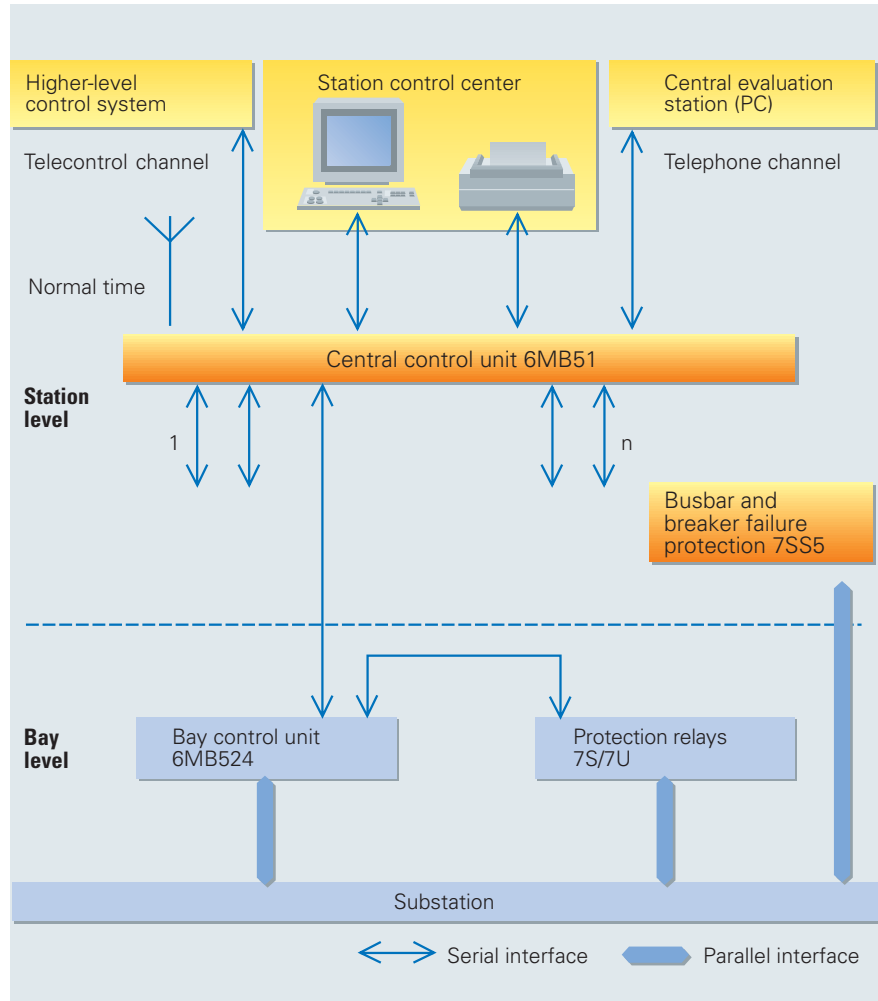 Higher-level
control system
Station control center
Central evaluation
station (PC)
Telecontrol channel
Telephone channel
Normal time
Central control unit 6MB51
Station
level
1
n
Busbar and
breaker failure
protection 7SS5
Bay
level
Bay control unit
6MB524
Protection relays
7S/7U
Substation
Serial interface
Parallel interface